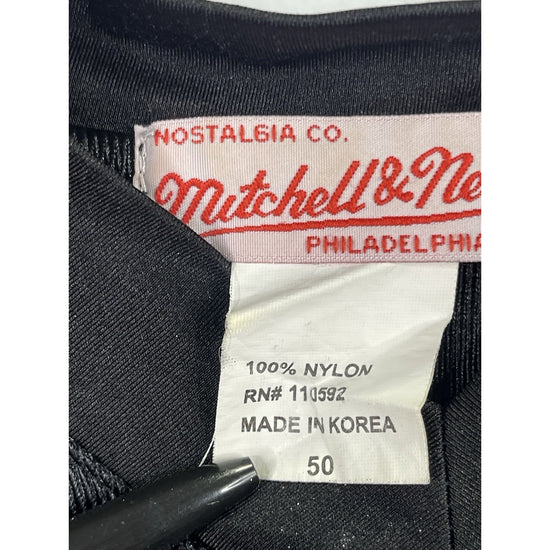 NOSTALGIA CO.
Mitchell & Ne
PHILADELPHIA
100% NYLON
RN# 110592
MADE IN KOREA
50